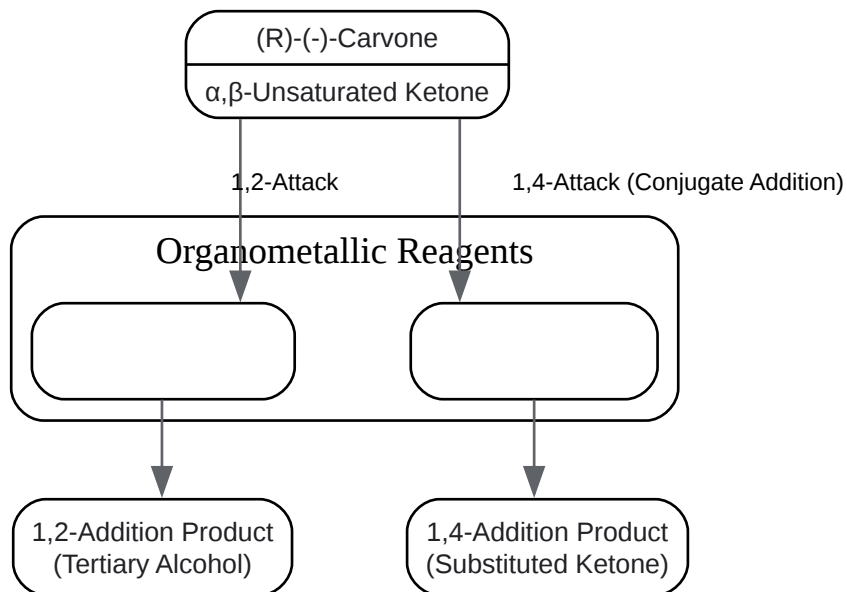 (R)-(-)-Carvone
α,β-Unsaturated Ketone
1,2-Attack
1,4-Attack (Conjugate Addition)
Organometallic Reagents
1,2-Addition Product
(Tertiary Alcohol)
1,4-Addition Product
(Substituted Ketone)